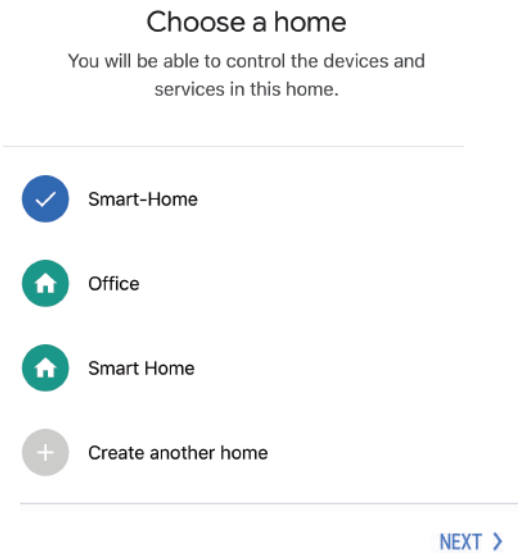 Choose a home
You will be able to control the devices and
services in this home.
Smart-Home
Office
Smart Home
Create another home
NEXT